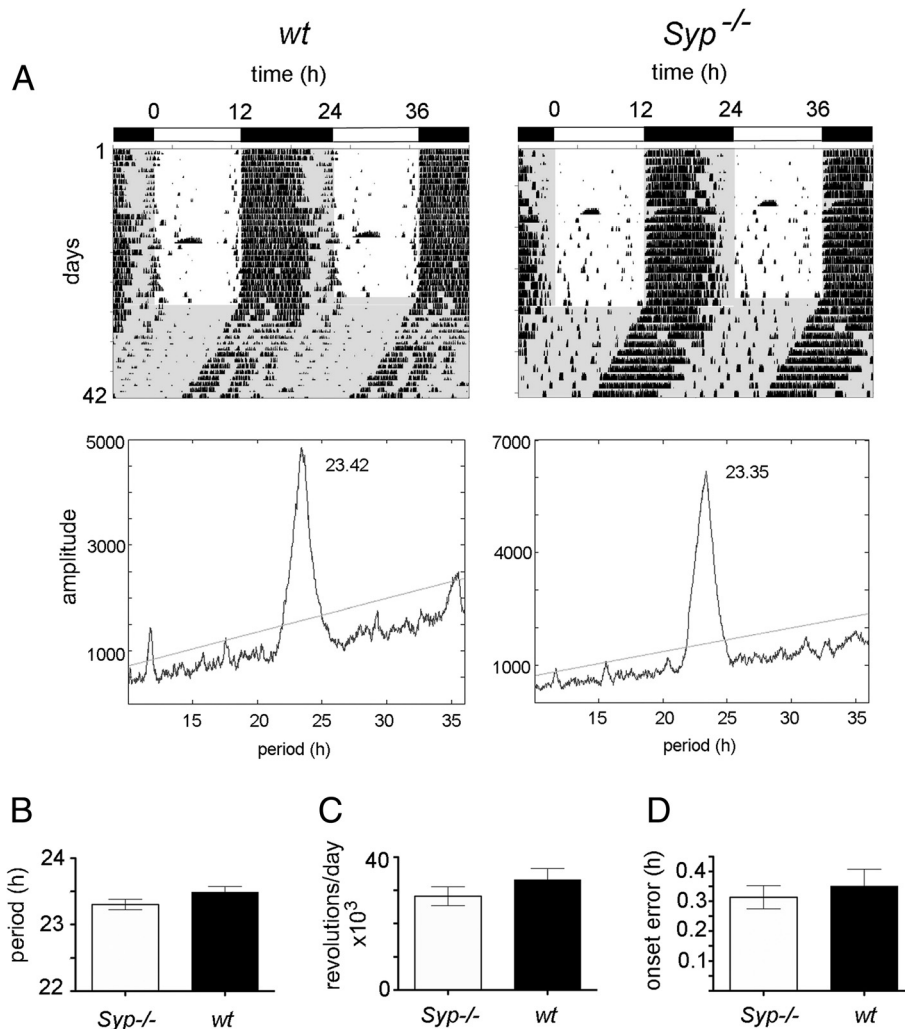 wt
Syp-/-
A
time (h)
time (h)
0 12 24 36
0 12 24 36
1
days
42
5000
3000
1000
amplitude
23.42
15 20 25 30 35
period (h)
7000
4000
1000
23.35
15 20 25 30 35
period (h)
B
24
23
22
period (h)
Syp-/-
wt
C
40
0
revolutions/day
x10³
Syp-/-
wt
D
0.4
0.3
0.1
onset error (h)
Syp-/-
wt